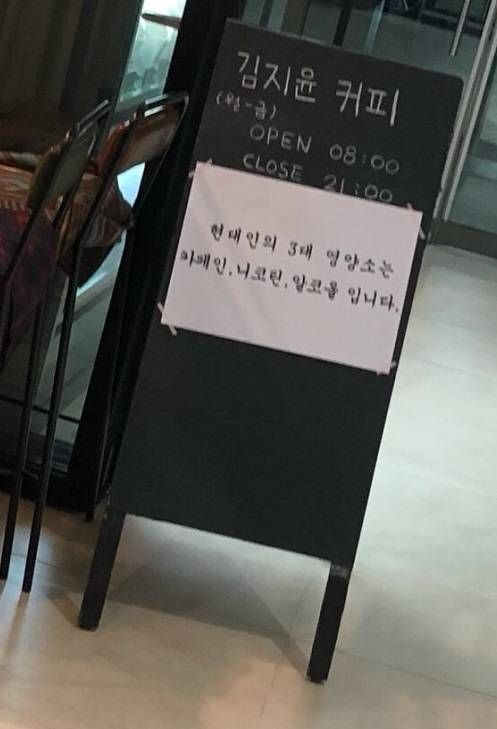 김지윤 커피
(월-금)
OPEN 08:00
CLOSE 21:00
현대인의 3대 영양소는
카페인, 니코틴, 알코올 입니다.